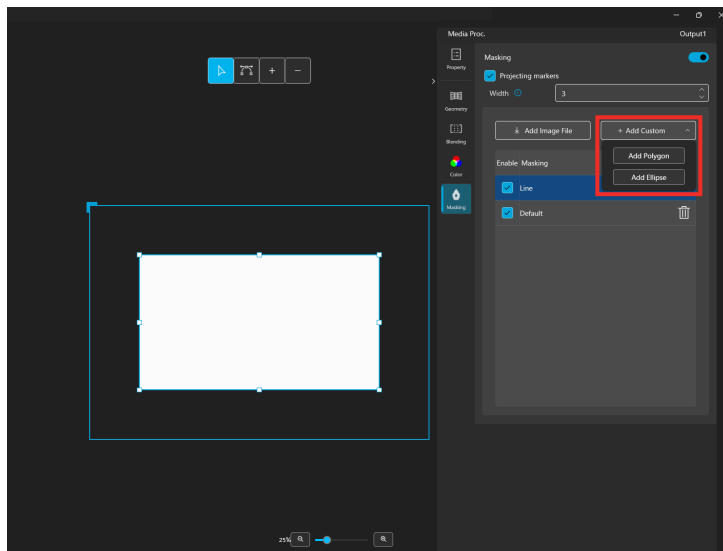 Media Proc.
Output1
Property
Geometry
Blending
Color
Masking
Masking
Projecting markers
Width
3
Add Image File
+ Add Custom
Add Polygon
Add Ellipse
Enable Masking
Line
Default
25%